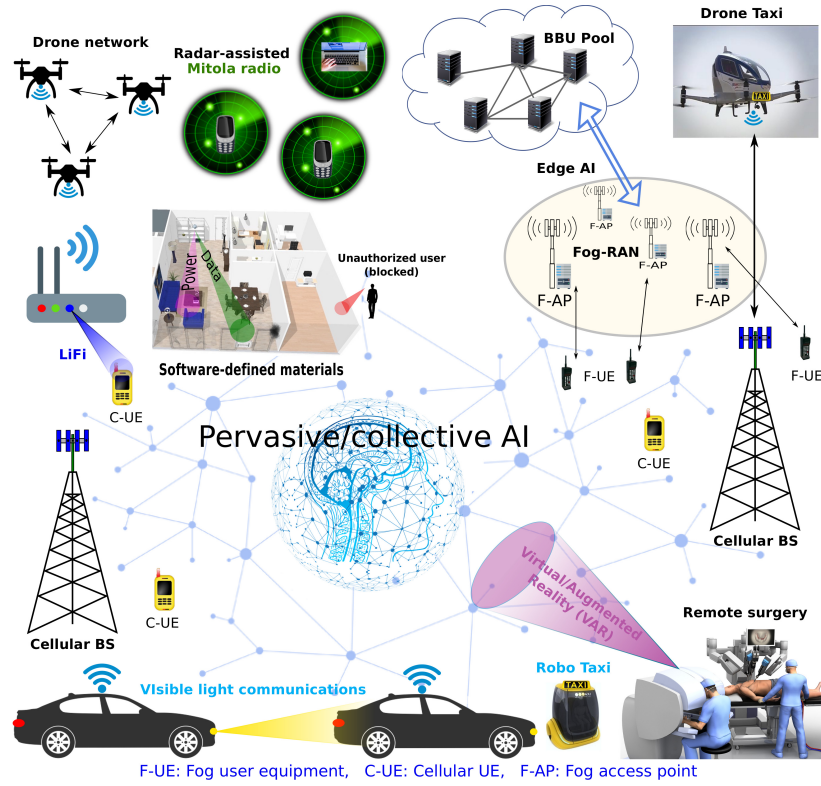 Drone network
Radar-assisted
Mitola radio
BBU Pool
Drone Taxi
TAXI
Edge AI
F-AP
Fog-RAN
F-AP
F-AP
F-AP
Power
Data
Unauthorized user
(blocked)
Software-defined materials
LiFi
C-UE
F-UE
F-UE
Pervasive/collective AI
C-UE
Cellular BS
Virtual/Augmented
Reality (VAR)
C-UE
Cellular BS
Remote surgery
VIsible light communications
Robo Taxi
TAXI
F-UE: Fog user equipment, C-UE: Cellular UE, F-AP: Fog access point